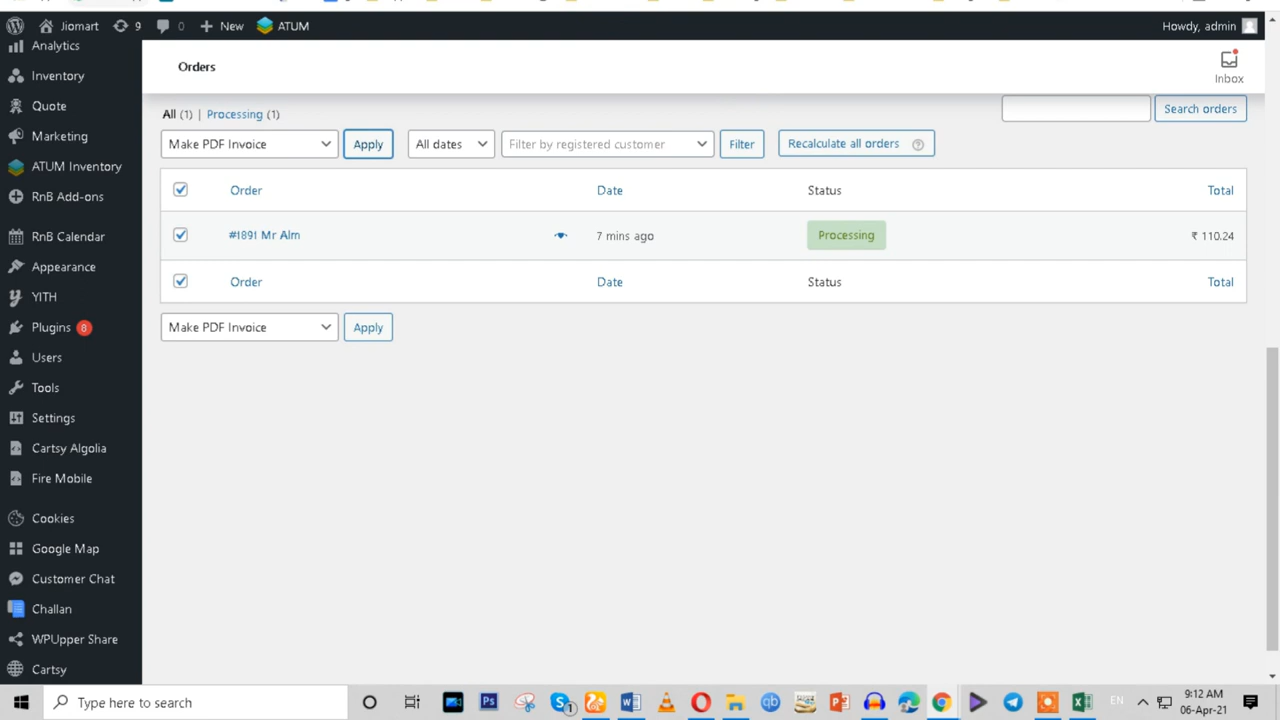 Jiomart
9
0
New
ATUM
Howdy, admin
Analytics
Inventory
Quote
Marketing
ATUM Inventory
RnB Add-ons
RnB Calendar
Appearance
YITH
Plugins 8
Users
Tools
Settings
Cartsy Algolia
Fire Mobile
Cookies
Google Map
Customer Chat
Challan
WPUpper Share
Cartsy
Orders
Inbox
All (1) | Processing (1)
Search orders
Make PDF Invoice
Apply
All dates
Filter by registered customer
Filter
Recalculate all orders ?
Order Date Status Total
#1891 Mr Alm 7 mins ago Processing ₹ 110.24
Order Date Status Total
Make PDF Invoice
Apply
Type here to search
Ps
S 1
W
qb
P
X
EN
9:12 AM
06-Apr-21